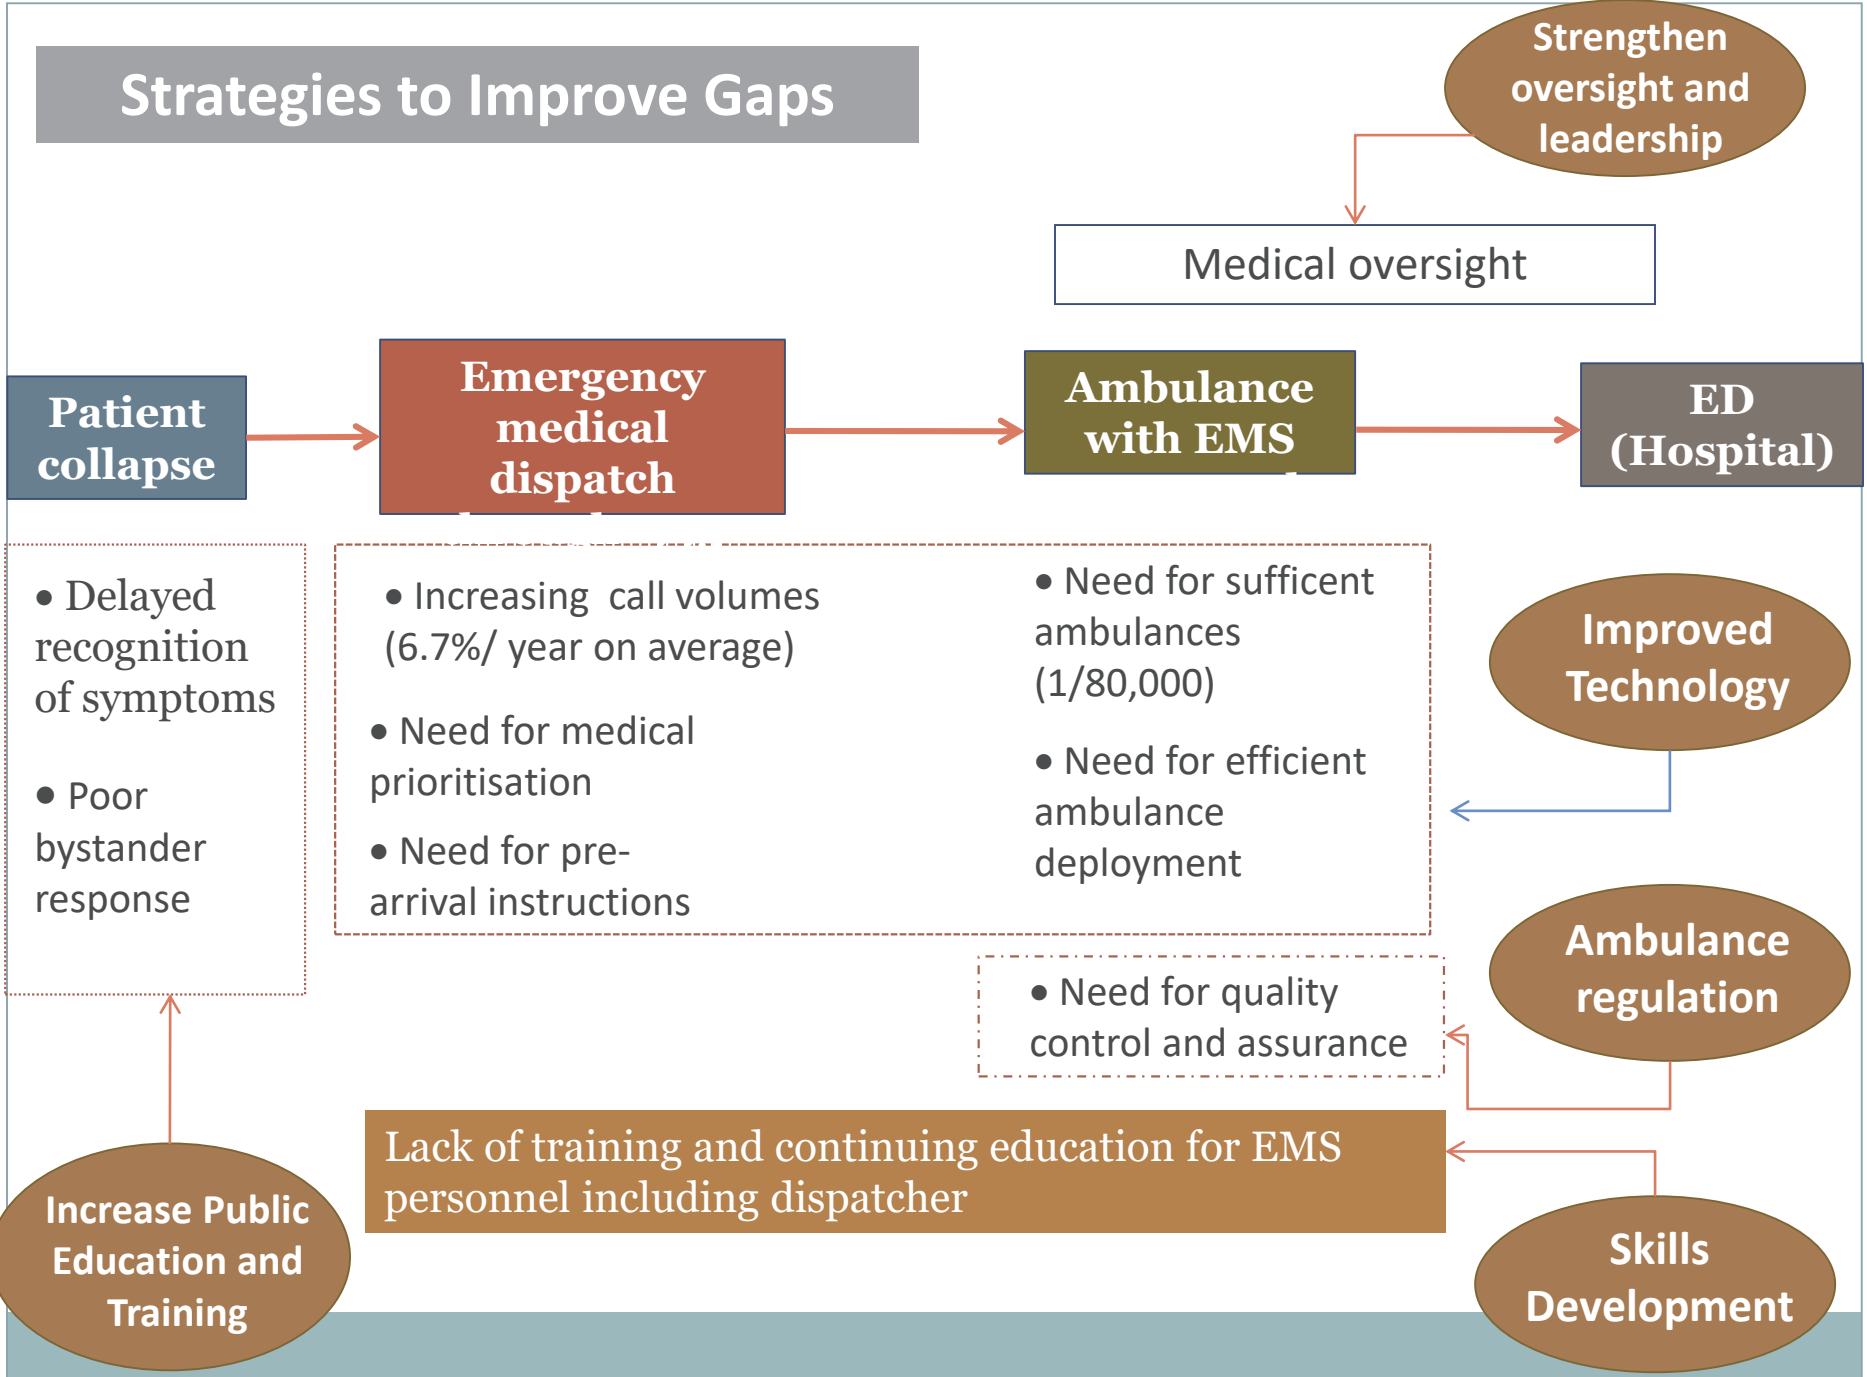 Strategies to Improve Gaps
Strengthen
oversight and
leadership
Medical oversight
Patient
collapse
Emergency
medical
dispatch
Ambulance
with EMS
ED
(Hospital)
• Delayed
recognition
of symptoms
• Poor
bystander
response
• Increasing call volumes
(6.7%/ year on average)
• Need for medical
prioritisation
• Need for pre-
arrival instructions
• Need for sufficent
ambulances
(1/80,000)
• Need for efficient
ambulance
deployment
Improved
Technology
• Need for quality
control and assurance
Ambulance
regulation
Lack of training and continuing education for EMS
personnel including dispatcher
Increase Public
Education and
Training
Skills
Development